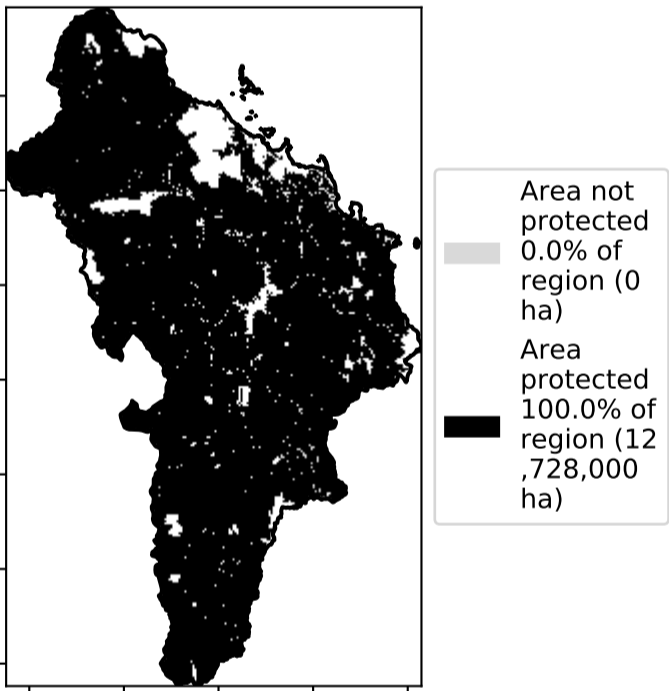 Area not
protected
0.0% of
region (0
ha)
Area
protected
100.0% of
region (12
,728,000
ha)